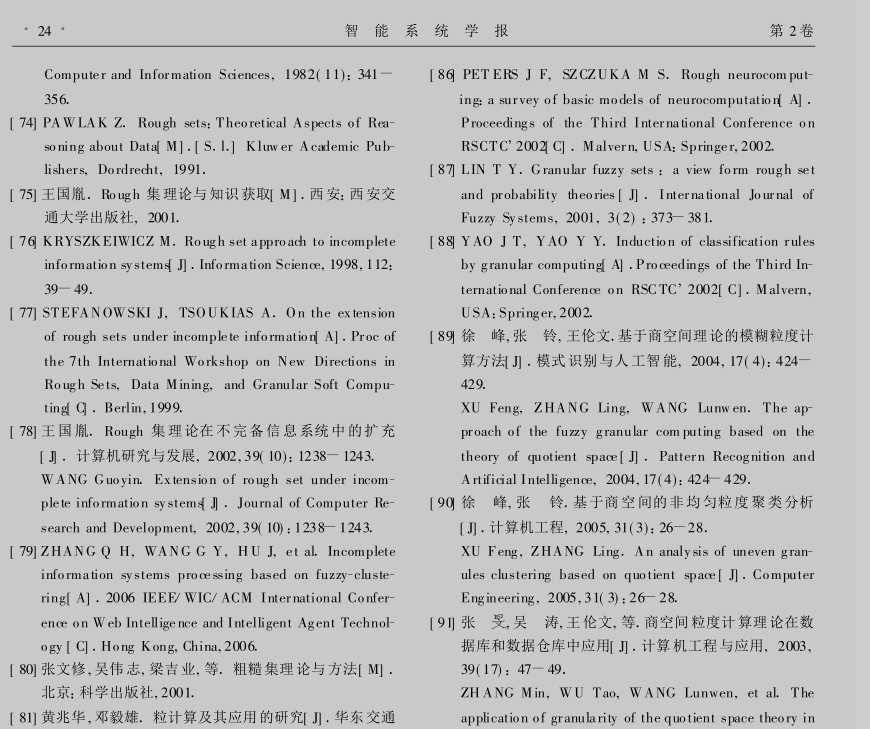 ° 24 °
智 能 系 统 学 报
第 2 卷
Computer and Information Sciences, 1982(11): 341—
356.
[74] PAWLAK Z. Rough sets: Theoretical Aspects of Rea-
soning about Data[M]. [S. l.] Kluwer Academic Pub-
lishers, Dordrecht, 1991.
[75] 王国胤. Rough 集理论与知识获取[M]. 西安: 西安交
通大学出版社, 2001.
[76] KRYSZKEIWICZ M. Rough set approach to incomplete
information systems[J]. Information Science, 1998, 112:
39—49.
[77] STEFANOWSKI J, TSOUKIAS A. On the extension
of rough sets under incomplete information[A]. Proc of
the 7th International Workshop on New Directions in
Rough Sets, Data Mining, and Granular Soft Compu-
ting[C]. Berlin, 1999.
[78] 王国胤. Rough 集理论在不完备信息系统中的扩充
[J]. 计算机研究与发展, 2002, 39(10): 1238—1243.
WANG Guoyin. Extension of rough set under incom-
plete information systems[J]. Journal of Computer Re-
search and Development, 2002, 39(10): 1238—1243.
[79] ZHANG Q H, WANG G Y, HU J, et al. Incomplete
information systems processing based on fuzzy-cluste-
ring[A]. 2006 IEEE/WIC/ACM International Confer-
ence on Web Intelligence and Intelligent Agent Technol-
ogy[C]. Hong Kong, China, 2006.
[80] 张文修, 吴伟志, 梁吉业, 等. 粗糙集理论与方法[M].
北京: 科学出版社, 2001.
[81] 黄兆华, 邓毅雄. 粒计算及其应用的研究[J]. 华东交通
[86] PETERS J F, SZCZUKA M S. Rough neurocomput-
ing: a survey of basic models of neurocomputation[A].
Proceedings of the Third International Conference on
RSCTC'2002[C]. Malvern, USA: Springer, 2002.
[87] LIN T Y. Granular fuzzy sets: a view form rough set
and probability theories[J]. International Journal of
Fuzzy Systems, 2001, 3(2): 373—381.
[88] YAO J T, YAO Y Y. Induction of classification rules
by granular computing[A]. Proceedings of the Third In-
ternational Conference on RSCTC'2002[C]. Malvern,
USA: Springer, 2002.
[89] 徐 峰, 张 铃, 王伦文. 基于商空间理论的模糊粒度计
算方法[J]. 模式识别与人工智能, 2004, 17(4): 424—
429.
XU Feng, ZHANG Ling, WANG Lunwen. The ap-
proach of the fuzzy granular computing based on the
theory of quotient space[J]. Pattern Recognition and
Artificial Intelligence, 2004, 17(4): 424—429.
[90] 徐 峰, 张 铃. 基于商空间的非均匀粒度聚类分析
[J]. 计算机工程, 2005, 31(3): 26—28.
XU Feng, ZHANG Ling. An analysis of uneven gran-
ules clustering based on quotient space[J]. Computer
Engineering, 2005, 31(3): 26—28.
[91] 张 旻, 吴 涛, 王伦文, 等. 商空间粒度计算理论在数
据库和数据仓库中应用[J]. 计算机工程与应用, 2003,
39(17): 47—49.
ZHANG Min, WU Tao, WANG Lunwen, et al. The
application of granularity of the quotient space theory in